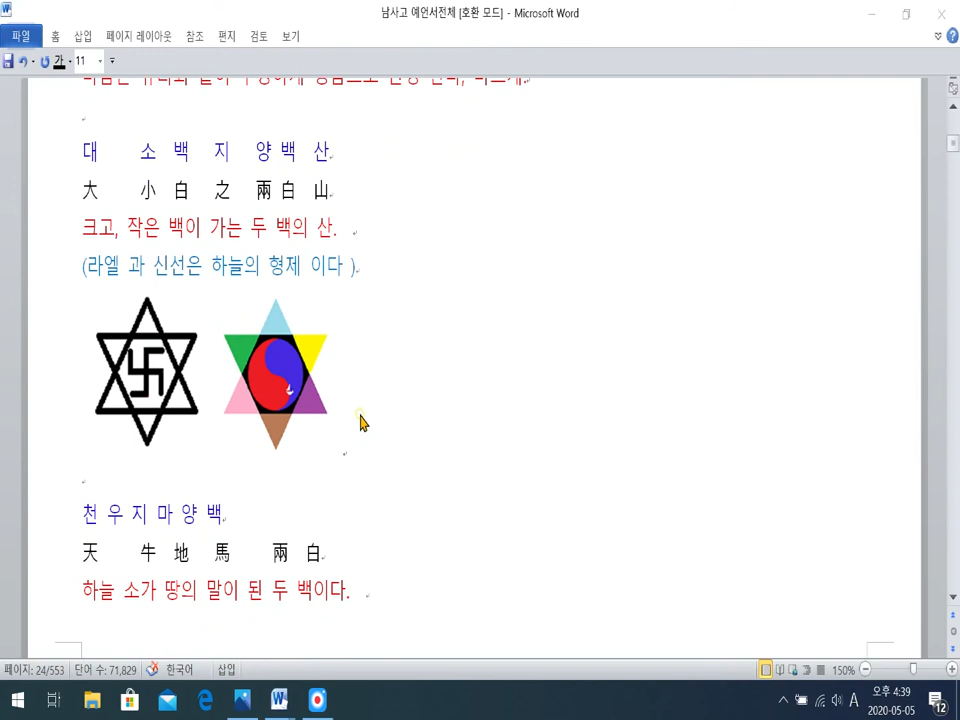 남사고 예언서전체 [호환 모드] - Microsoft Word
파일 홈 삽입 페이지 레이아웃 참조 편지 검토 보기
가 11
대 소 백 지 양 백 산
大 小 白 之 兩 白 山
크고, 작은 백이 가는 두 백의 산.
(라엘 과 신선은 하늘의 형제 이다 )
천 우 지 마 양 백
天 牛 地 馬 兩 白
하늘 소가 땅의 말이 된 두 백이다.
페이지: 24/553 단어 수: 71,829 한국어 삽입 150%
A 오후 4:39
2020-05-05 12